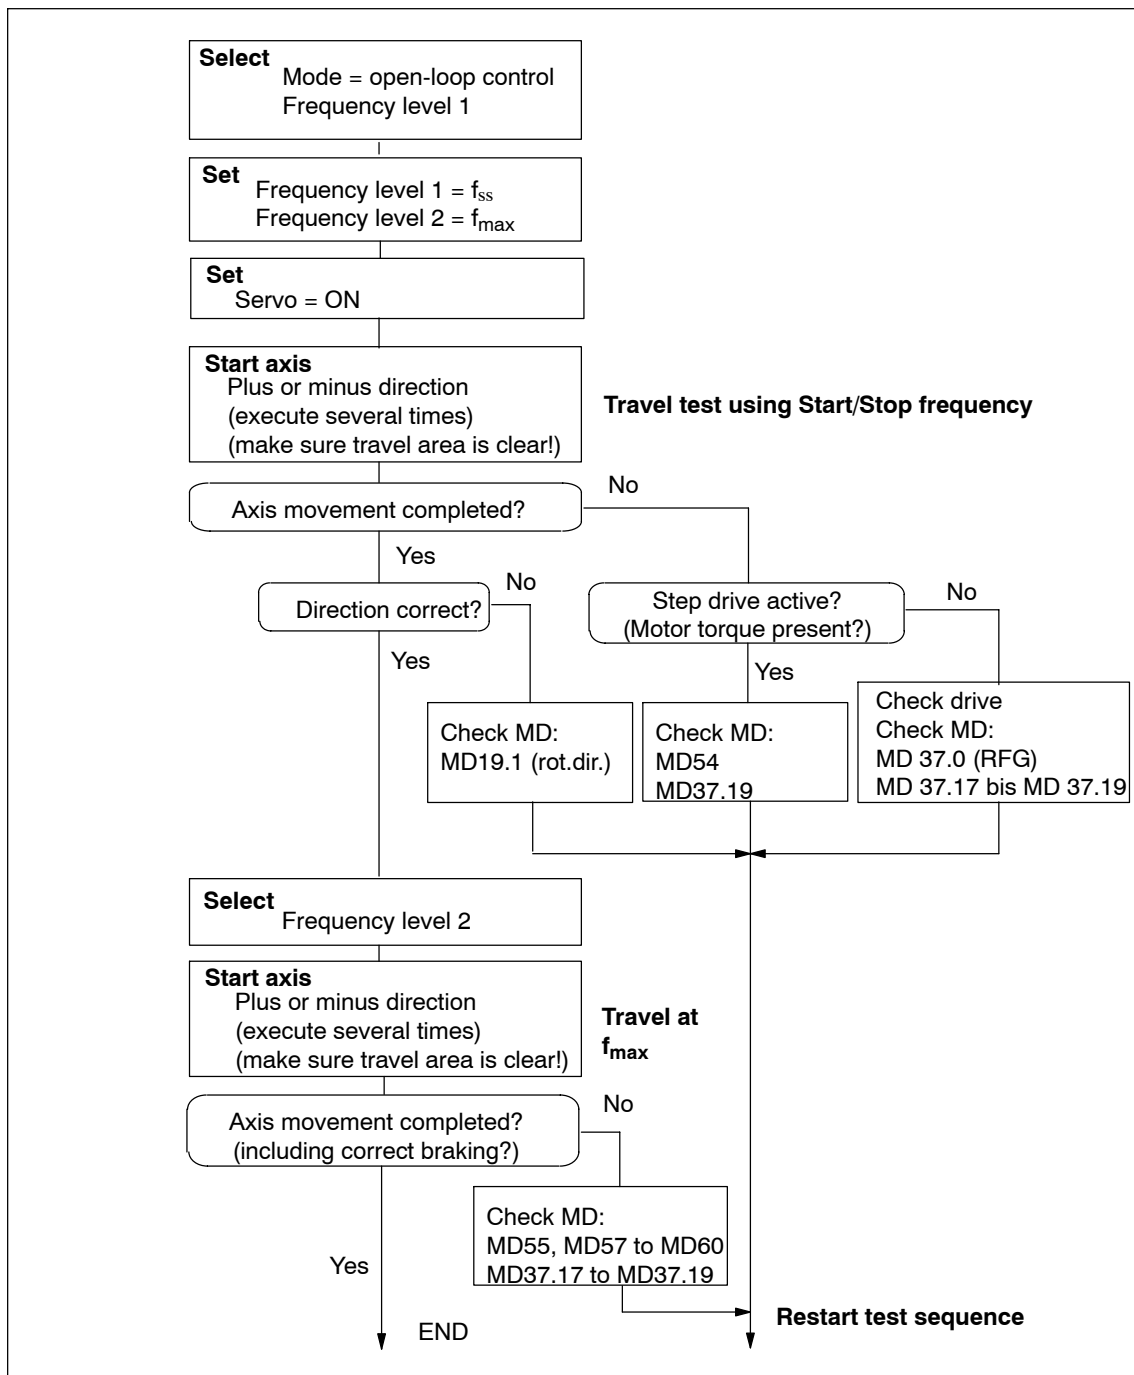 Select
Mode = open-loop control
Frequency level 1
Set
Frequency level 1 = fss
Frequency level 2 = fmax
Set
Servo = ON
Start axis
Plus or minus direction
(execute several times)
(make sure travel area is clear!)
Travel test using Start/Stop frequency
Axis movement completed?
No
Yes
Direction correct?
No
Step drive active?
(Motor torque present?)
No
Yes
Yes
Check MD:
MD19.1 (rot.dir.)
Check MD:
MD54
MD37.19
Check drive
Check MD:
MD 37.0 (RFG)
MD 37.17 bis MD 37.19
Select
Frequency level 2
Start axis
Plus or minus direction
(execute several times)
(make sure travel area is clear!)
Travel at
fmax
Axis movement completed?
(including correct braking?)
No
Check MD:
MD55, MD57 to MD60
MD37.17 to MD37.19
Yes
END
Restart test sequence